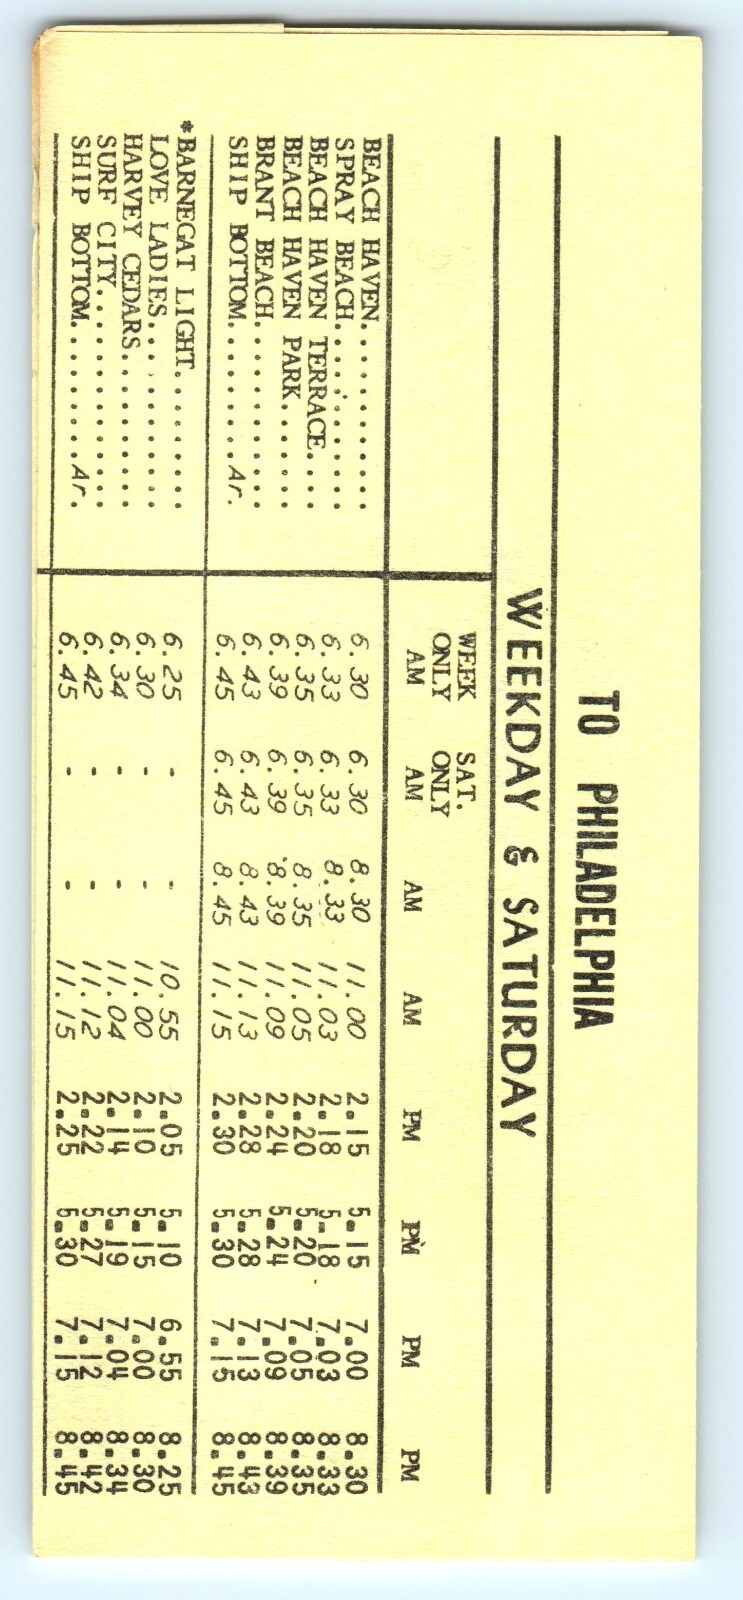 TO PHILADELPHIA
WEEKDAY & SATURDAY
WEEK ONLY AM SAT. ONLY AM AM AM PM PM PM PM
BEACH HAVEN............ 6.30 6.30 8.30 11.00 2.15 5.15 7.00 8.30
SPRAY BEACH............ 6.33 6.33 8.33 11.03 2.18 5.18 7.03 8.33
BEACH HAVEN TERRACE.... 6.35 6.35 8.35 11.05 2.20 5.20 7.05 8.35
BEACH HAVEN PARK....... 6.39 6.39 8.39 11.09 2.24 5.24 7.09 8.39
BRANT BEACH............ 6.43 6.43 8.43 11.13 2.28 5.28 7.13 8.43
SHIP BOTTOM.........Ar. 6.45 6.45 8.45 11.15 2.30 5.30 7.15 8.45
*BARNEGAT LIGHT........ 6.25 - - 10.55 2.05 5.10 6.55 8.25
LOVE LADIES............ 6.30 - - 11.00 2.10 5.15 7.00 8.30
HARVEY CEDARS.......... 6.34 - - 11.04 2.14 5.19 7.04 8.34
SURF CITY.............. 6.42 - - 11.12 2.22 5.27 7.12 8.42
SHIP BOTTOM.........Ar. 6.45 - - 11.15 2.25 5.30 7.15 8.45